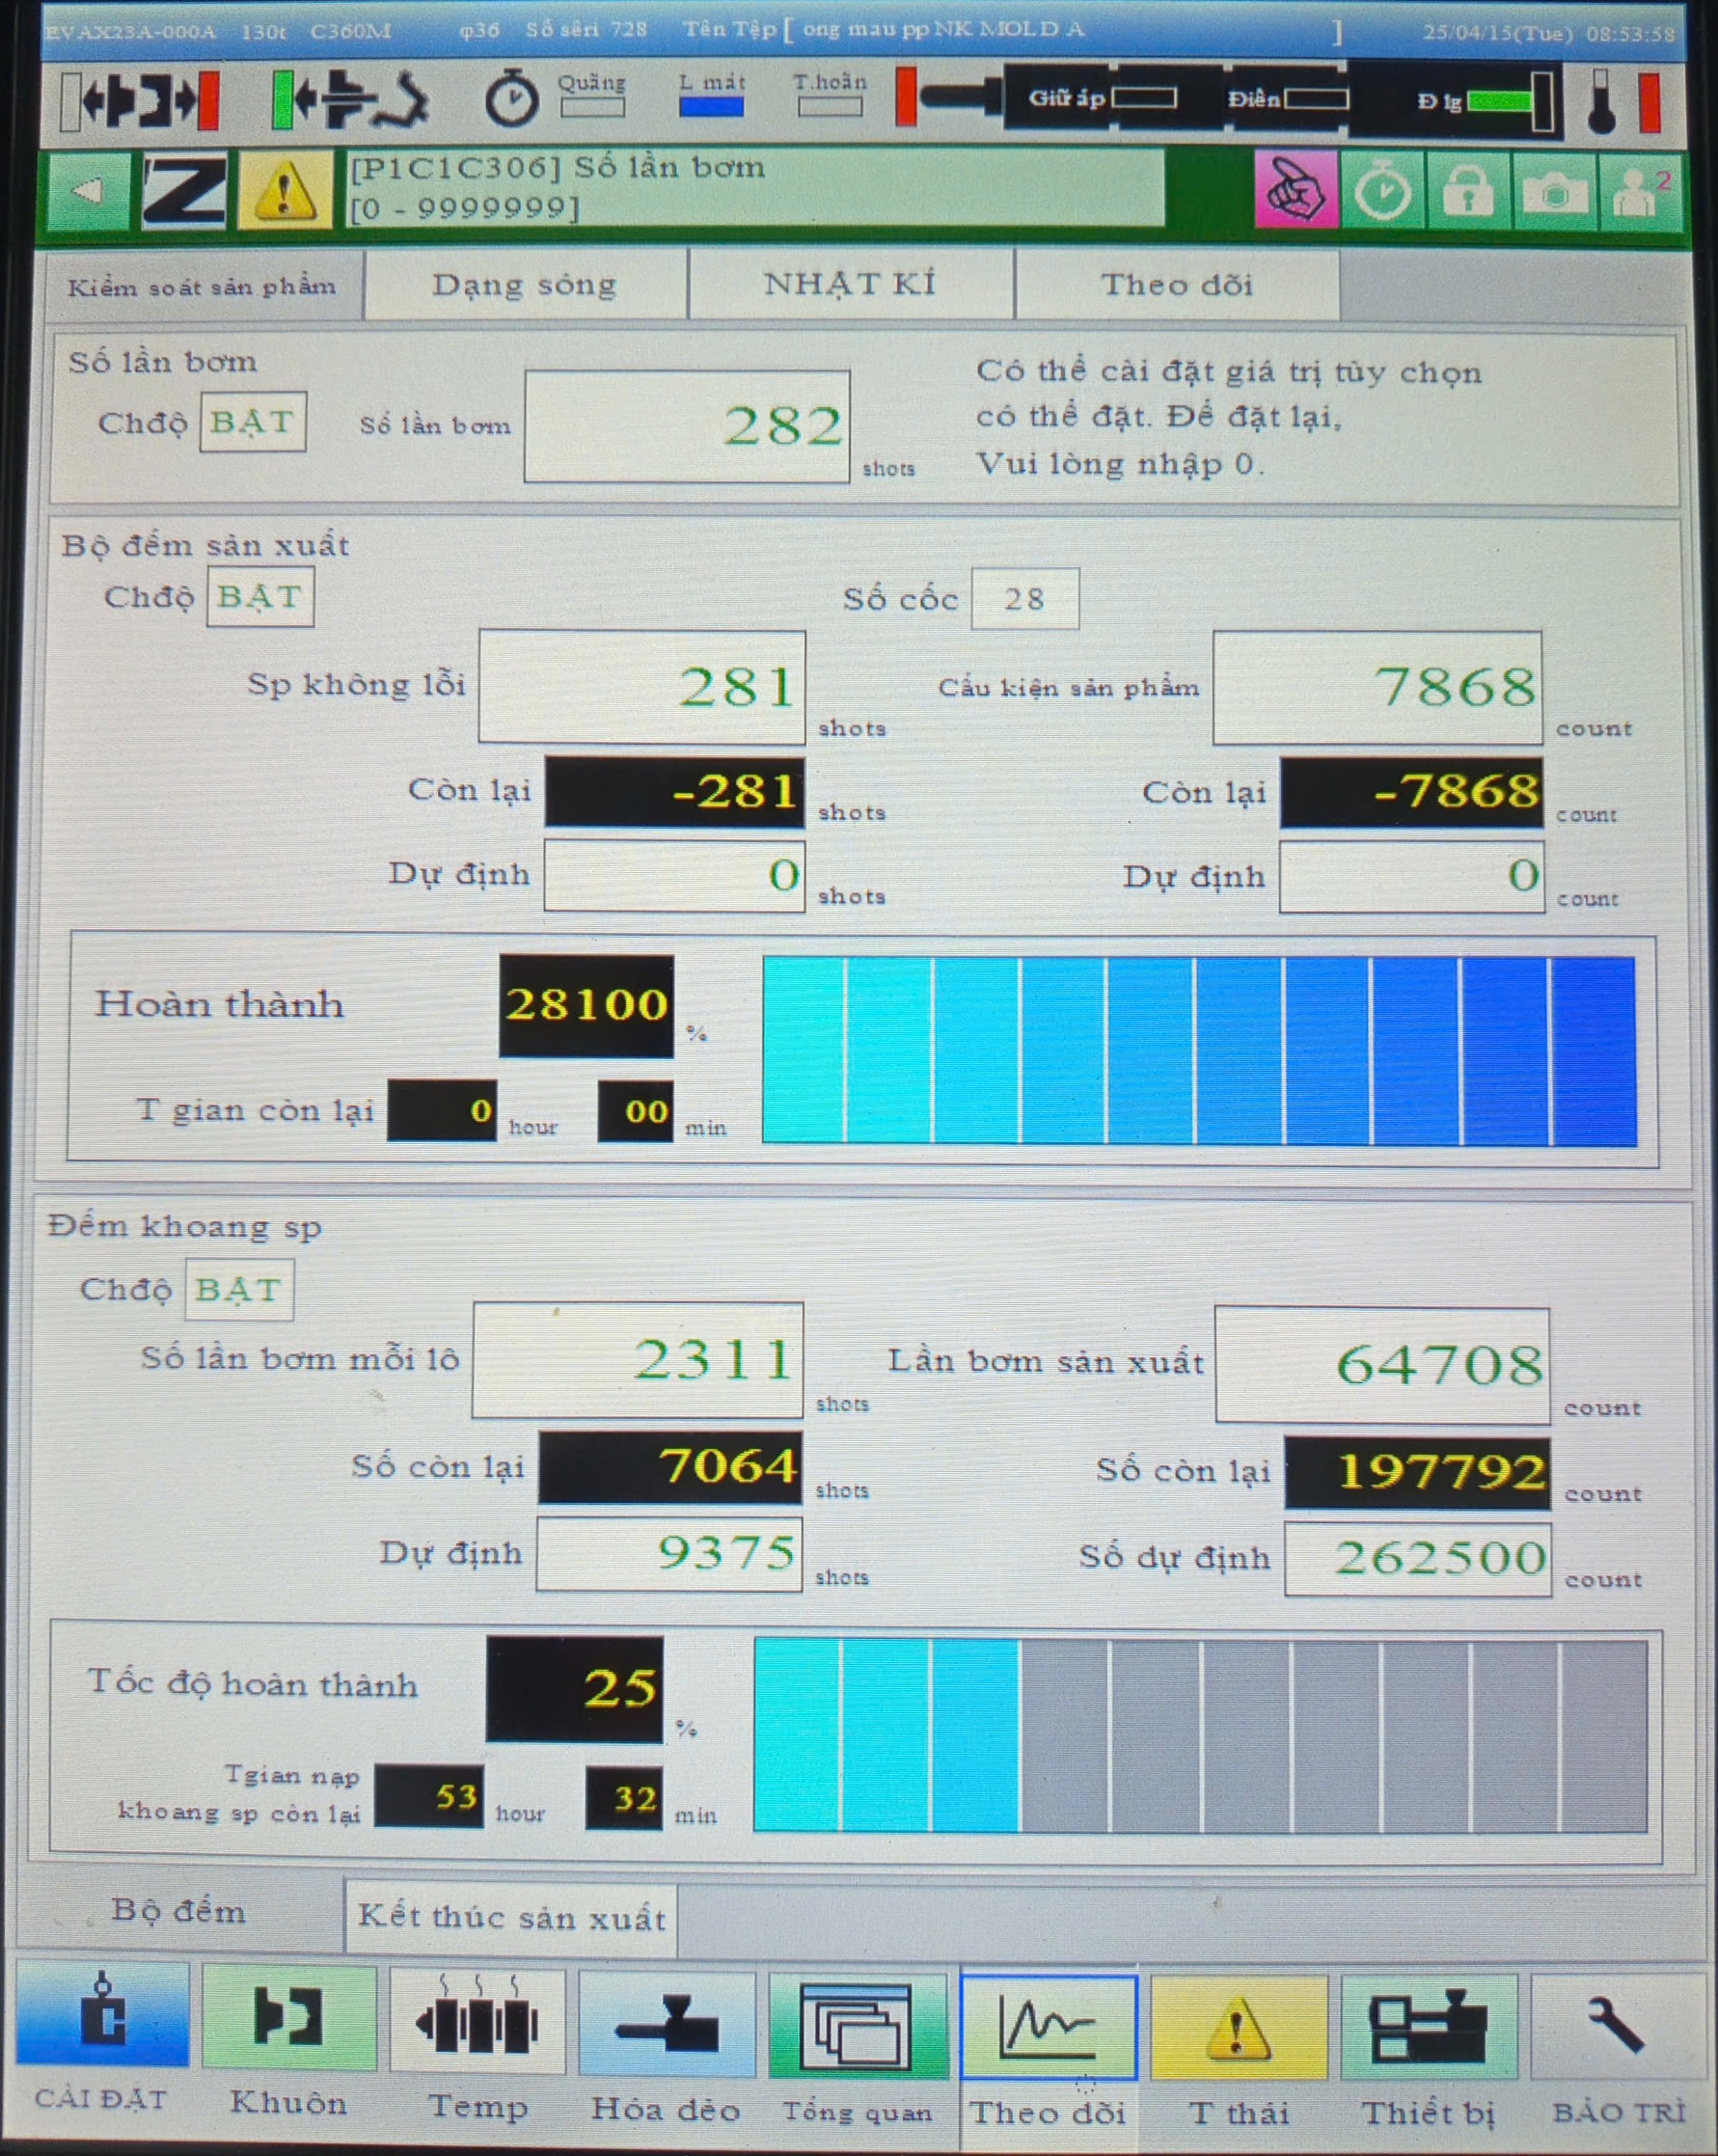 EVAX23A-000A 130t C360M φ36 Số sêri 728 Tên Tệp [ ong mau pp NK MOLD A ] 25/04/15(Tue) 08:53:58
Quãng L mát T.hoãn Giữ áp Điền Đ lg
[P1C1C306] Số lần bơm
[0 - 9999999]
2
Kiểm soát sản phẩm Dạng sóng NHẬT KÍ Theo dõi
Số lần bơm
Chđộ BẬT Số lần bơm 282 shots
Có thể cài đặt giá trị tùy chọn
có thể đặt. Để đặt lại,
Vui lòng nhập 0.
Bộ đếm sản xuất
Chđộ BẬT Số cốc 28
Sp không lỗi 281 shots Cấu kiện sản phẩm 7868 count
Còn lại -281 shots Còn lại -7868 count
Dự định 0 shots Dự định 0 count
Hoàn thành 28100 %
T gian còn lại 0 hour 00 min
Đếm khoang sp
Chđộ BẬT
Số lần bơm mỗi lô 2311 shots Lần bơm sản xuất 64708 count
Số còn lại 7064 shots Số còn lại 197792 count
Dự định 9375 shots Số dự định 262500 count
Tốc độ hoàn thành 25 %
Tgian nạp
khoang sp còn lại 53 hour 32 min
Bộ đếm Kết thúc sản xuất
CÀI ĐẶT Khuôn Temp Hóa dẻo Tổng quan Theo dõi T thái Thiết bị BẢO TRÌ